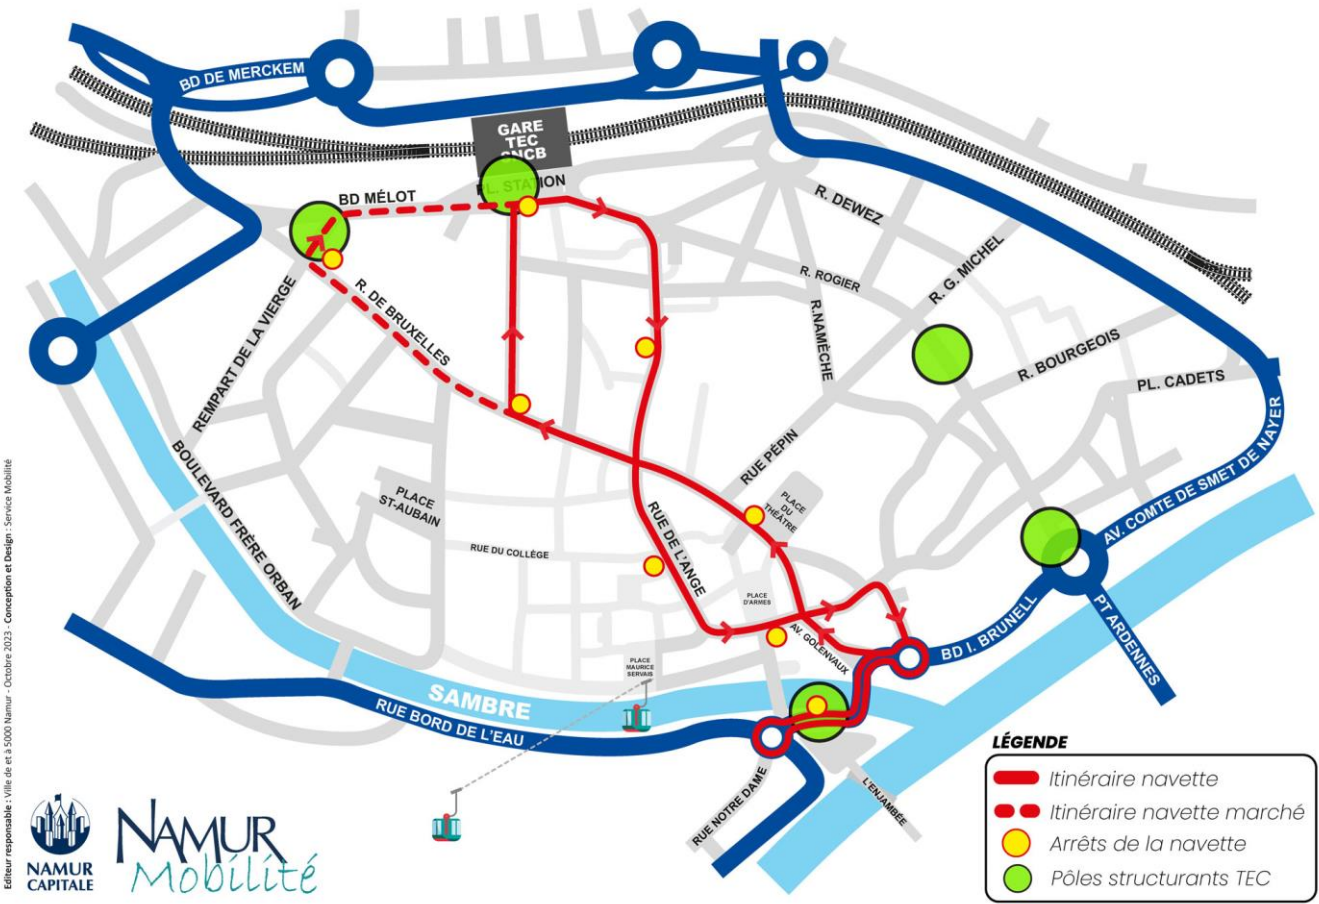 BD DE MERCKEM
GARE
TEC
SNCB
PL. STATION
BD MÉLOT
R. DEWEZ
R. G. MICHEL
R. ROGIER
R.NAMÈCHE
R. BOURGEOIS
PL. CADETS
REMPART DE LA VIERGE
R. DE BRUXELLES
RUE PÉPIN
AV. COMTE DE SMET DE NAYER
BOULEVARD FRÈRE ORBAN
PLACE
ST-AUBAIN
PLACE
DU
THÉÂTRE
RUE DE L'ANGE
RUE DU COLLÈGE
PLACE
D'ARMES
AV. GOLENVAUX
BD I. BRUNELL
PT ARDENNES
PLACE
MAURICE
SERVAIS
SAMBRE
RUE BORD DE L'EAU
RUE NOTRE DAME
L'ENJAMBÉE
LÉGENDE
Itinéraire navette
Itinéraire navette marché
Arrêts de la navette
Pôles structurants TEC
NAMUR
CAPITALE
NAMUR
Mobilité
Editeur responsable : Ville de et à 5000 Namur - Octobre 2023 - Conception et Design : Service Mobilité